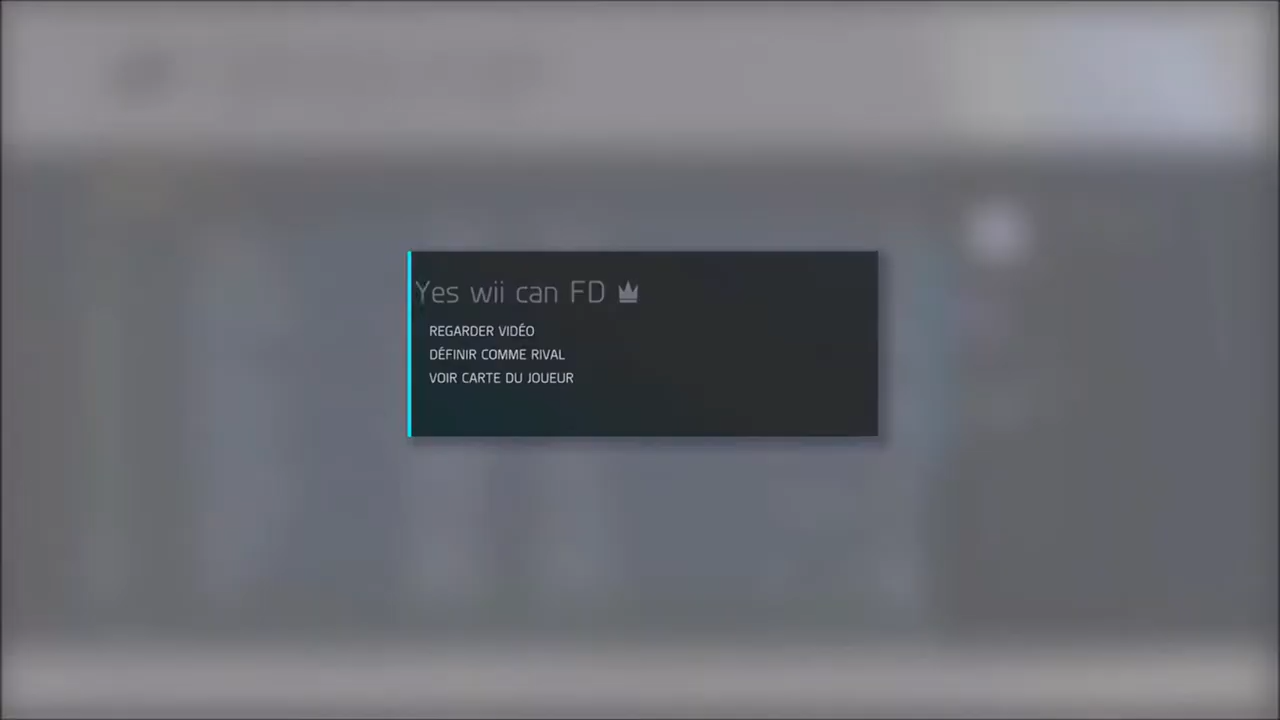 Yes wii can FD
REGARDER VIDÉO
DÉFINIR COMME RIVAL
VOIR CARTE DU JOUEUR